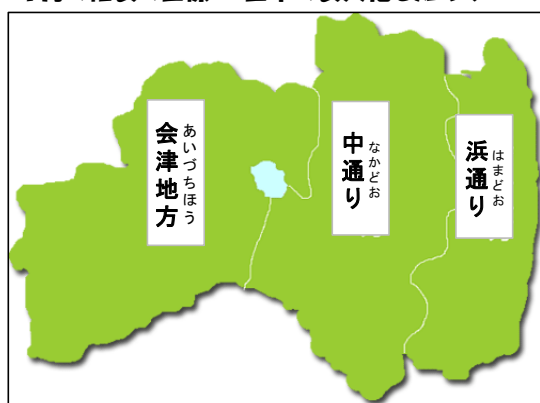 会津地方
あいづちほう
中通り
なかどお
浜通り
はまどお